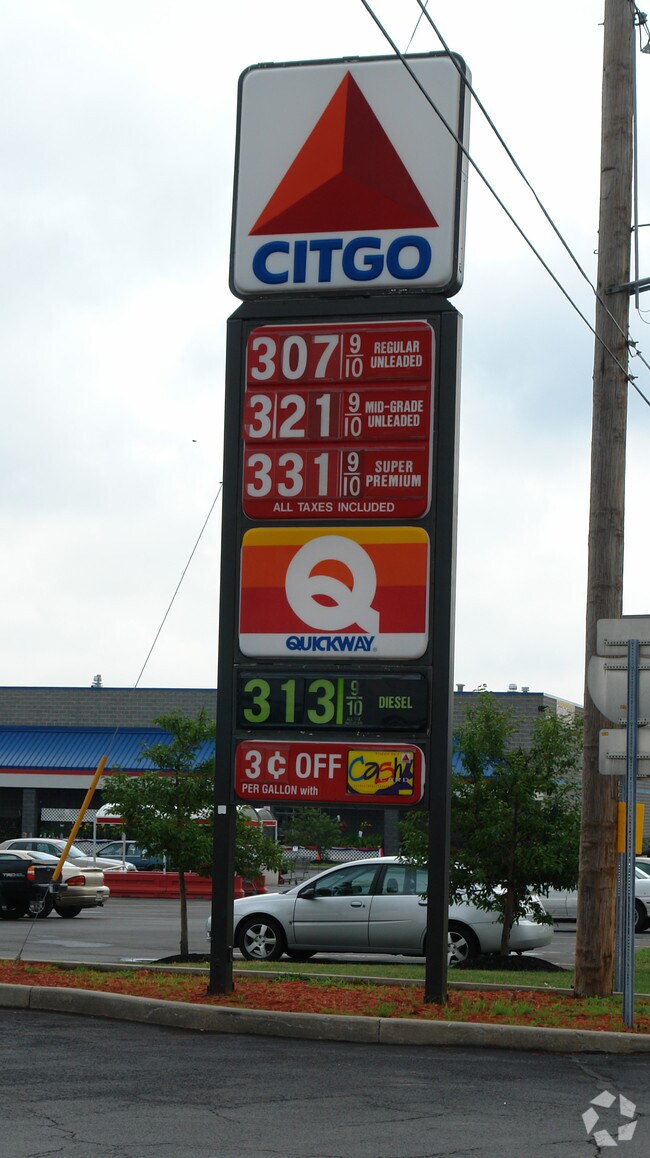 CITGO
307 9/10 REGULAR UNLEADED
321 9/10 MID-GRADE UNLEADED
331 9/10 SUPER PREMIUM
ALL TAXES INCLUDED
Q
QUICKWAY
313 9/10 DIESEL
3¢ OFF Cash!
PER GALLON with